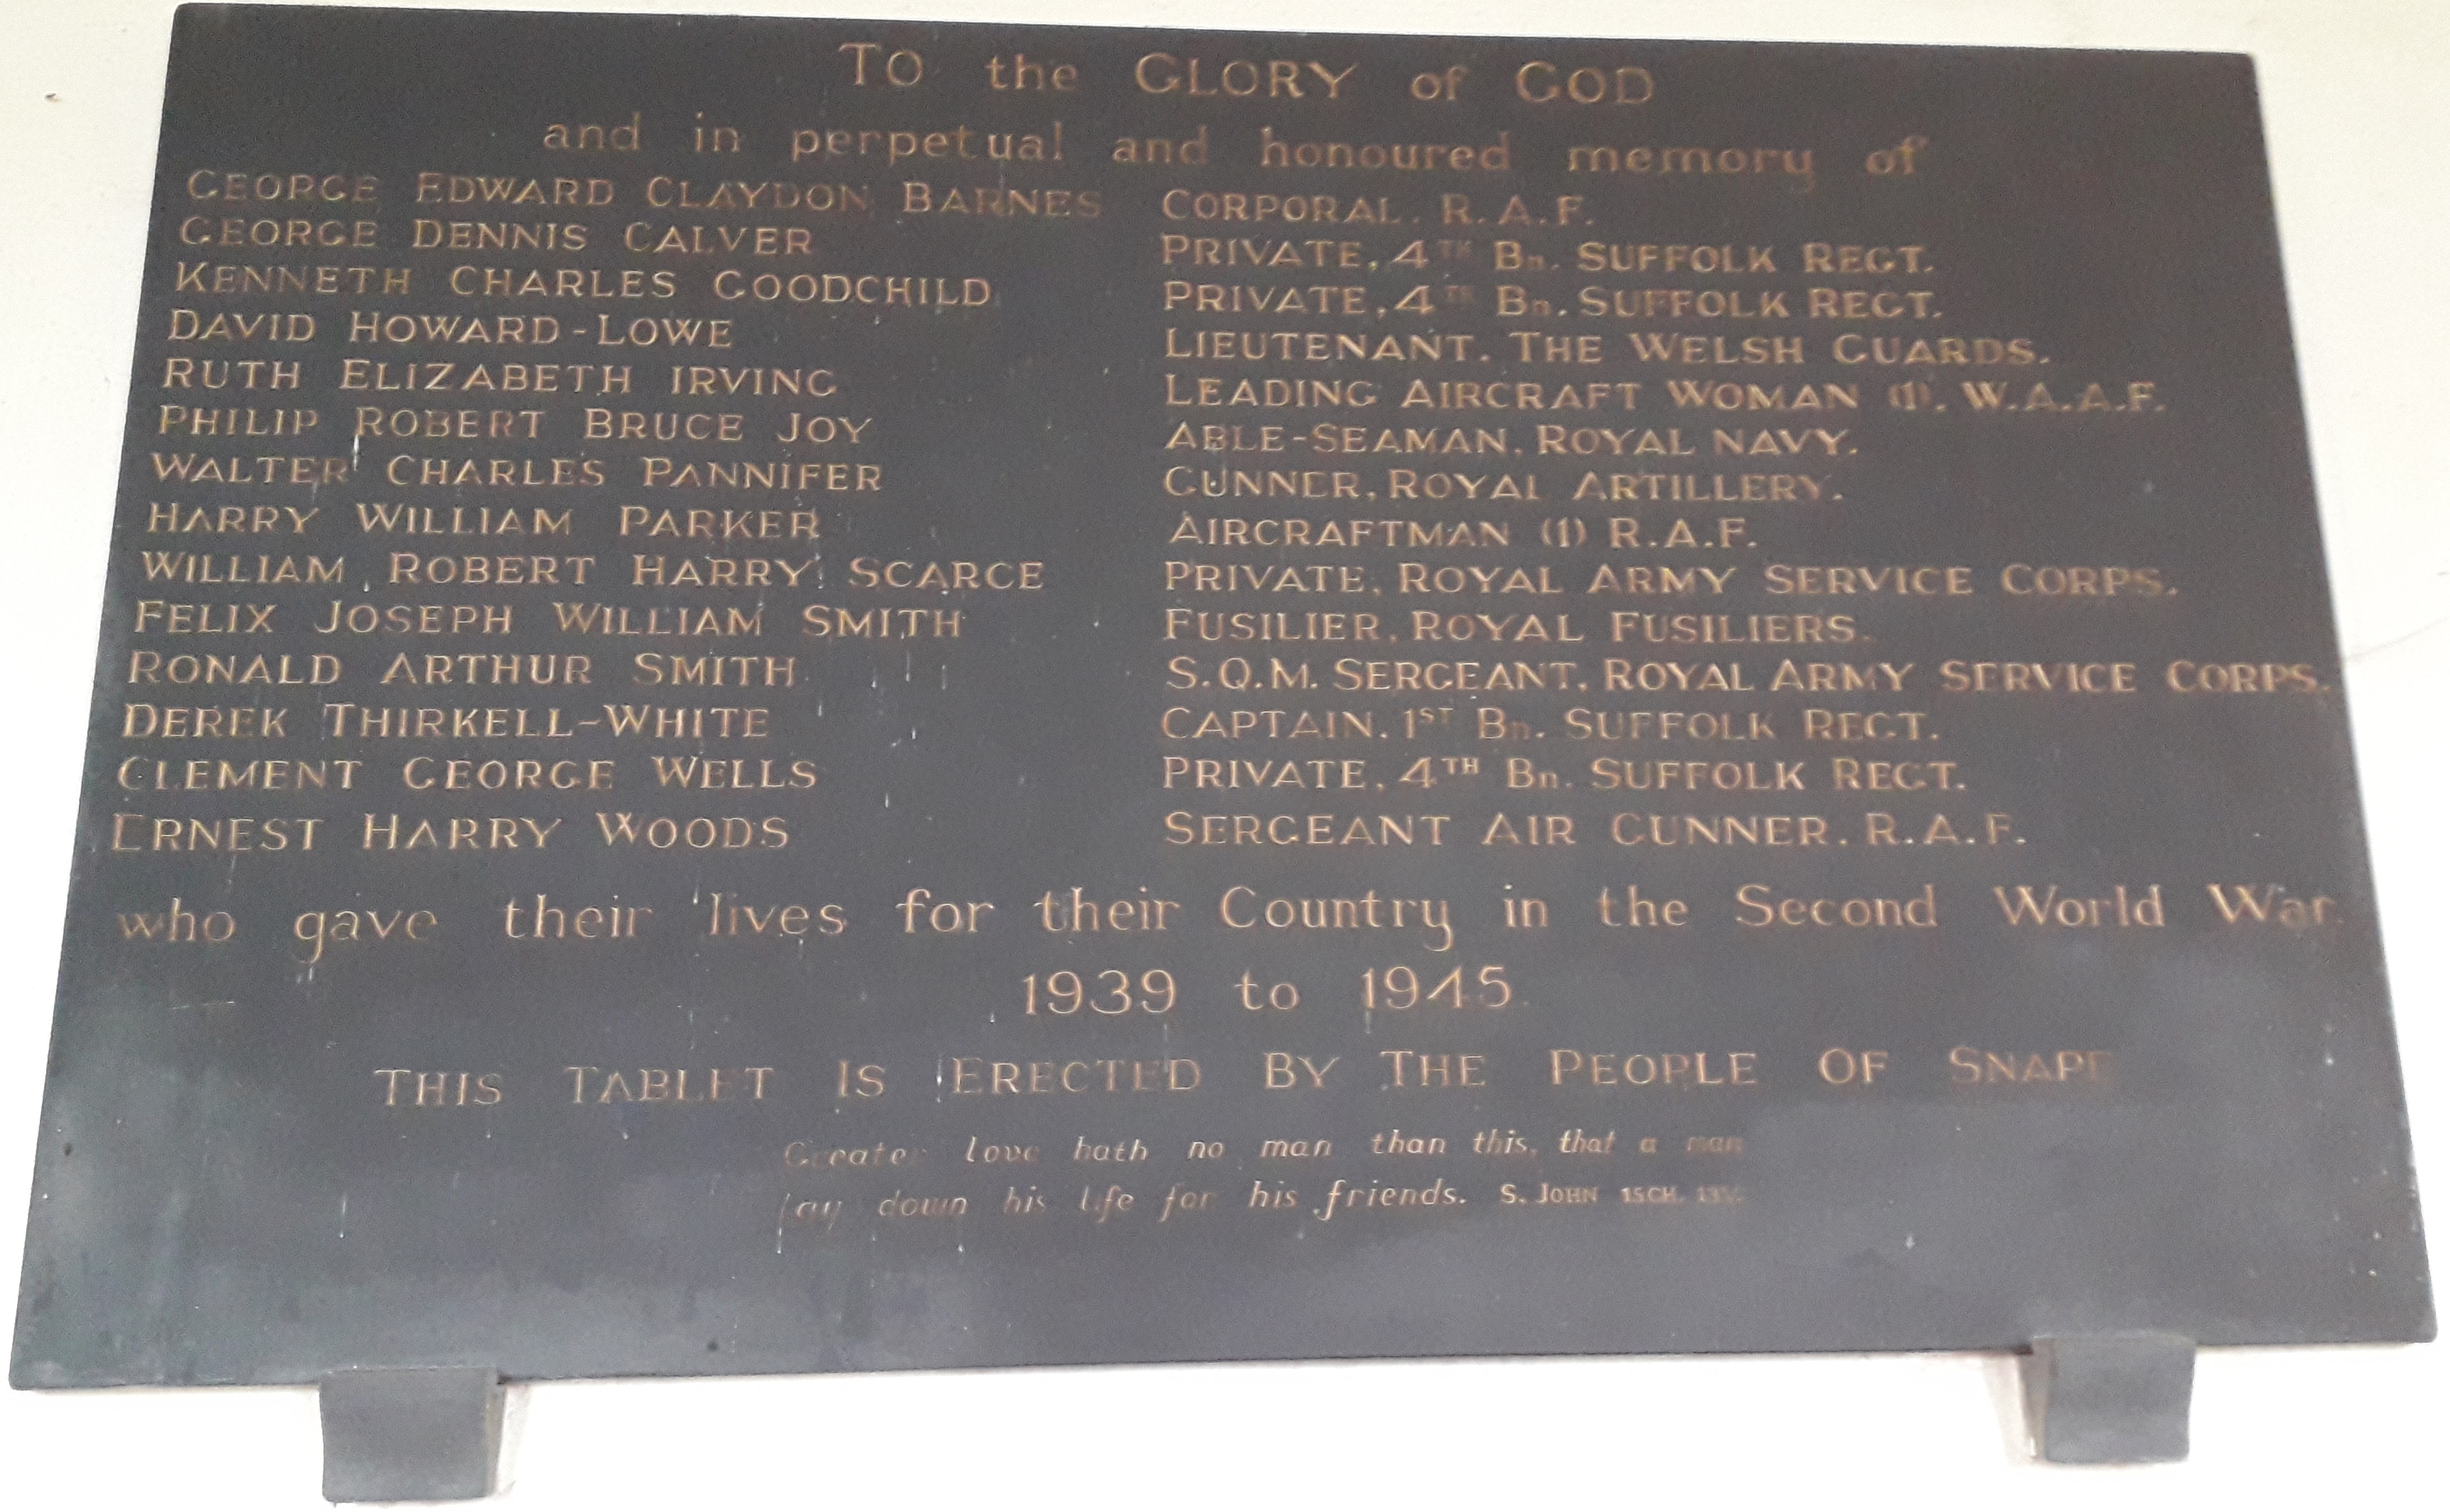 TO the GLORY of GOD
and in perpetual and honoured memory of
GEORGE EDWARD CLAYDON BARNES CORPORAL. R.A.F.
GEORGE DENNIS CALVER PRIVATE, 4TH Bn. SUFFOLK REGT.
KENNETH CHARLES GOODCHILD PRIVATE, 4TH Bn. SUFFOLK REGT.
DAVID HOWARD-LOWE LIEUTENANT. THE WELSH GUARDS.
RUTH ELIZABETH IRVING LEADING AIRCRAFT WOMAN (1). W.A.A.F.
PHILIP ROBERT BRUCE JOY ABLE-SEAMAN. ROYAL NAVY.
WALTER CHARLES PANNIFER GUNNER, ROYAL ARTILLERY.
HARRY WILLIAM PARKER AIRCRAFTMAN (1) R.A.F.
WILLIAM ROBERT HARRY SCARCE PRIVATE, ROYAL ARMY SERVICE CORPS.
FELIX JOSEPH WILLIAM SMITH FUSILIER, ROYAL FUSILIERS.
RONALD ARTHUR SMITH S.Q.M. SERGEANT. ROYAL ARMY SERVICE CORPS.
DEREK THIRKELL-WHITE CAPTAIN. 1ST Bn. SUFFOLK REGT.
CLEMENT GEORGE WELLS PRIVATE, 4TH Bn. SUFFOLK REGT.
ERNEST HARRY WOODS SERGEANT AIR GUNNER. R.A.F.
who gave their lives for their Country in the Second World War.
1939 to 1945.
THIS TABLET IS ERECTED BY THE PEOPLE OF SNAPE
Greater love hath no man than this, that a man
lay down his life for his friends. S. JOHN 15CH. 13V.